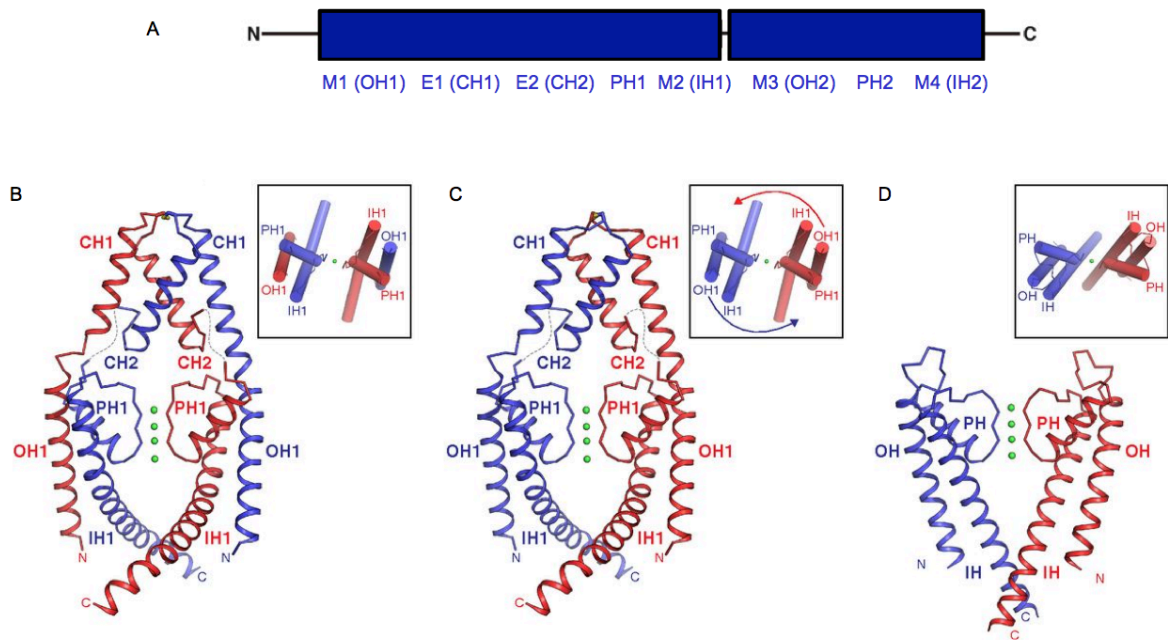 A
N
C
M1 (OH1) E1 (CH1) E2 (CH2) PH1 M2 (IH1) M3 (OH2) PH2 M4 (IH2)
B
CH1 CH1
CH2 CH2
PH1 PH1
OH1 OH1
IH1 IH1
N N
C C
PH1 IH1 OH1
OH1 IH1 PH1
C
CH1 CH1
CH2 CH2
PH1 PH1
OH1 OH1
IH1 IH1
N N
C C
PH1 IH1 OH1
OH1 IH1 PH1
D
PH IH OH
OH IH PH
PH PH
OH OH
IH IH
N N
C
C